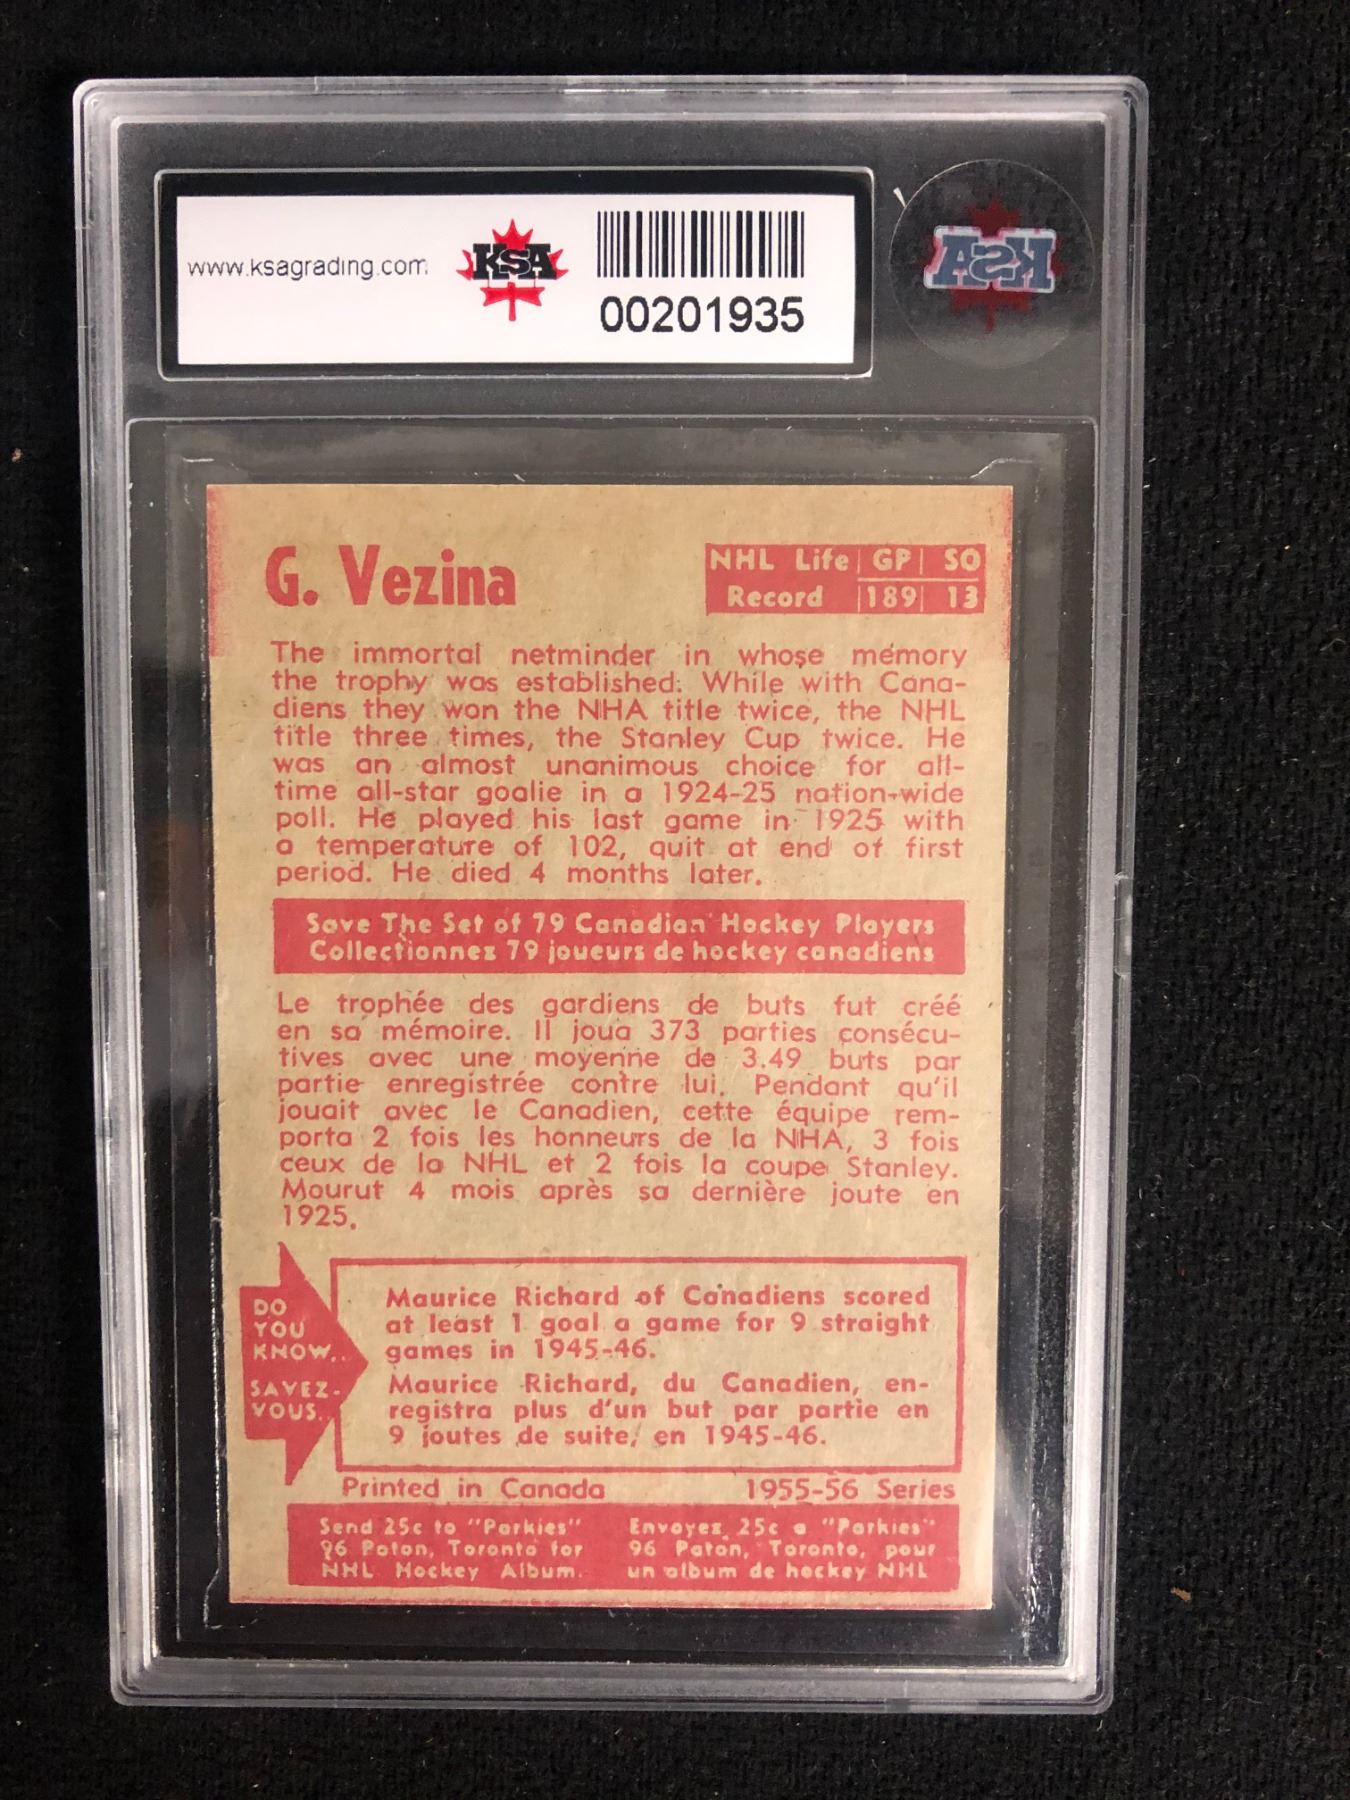 www.ksagrading.com
KSA
00201935
KSA
G. Vezina
NHL Life GP SO
Record 189 13
The immortal netminder in whose memory
the trophy was established. While with Cana-
diens they won the NHA title twice, the NHL
title three times, the Stanley Cup twice. He
was an almost unanimous choice for all-
time all-star goalie in a 1924-25 nation-wide
poll. He played his last game in 1925 with
a temperature of 102, quit at end of first
period. He died 4 months later.
Save The Set of 79 Canadian Hockey Players
Collectionnez 79 joueurs de hockey canadiens
Le trophée des gardiens de buts fut créé
en sa mémoire. Il joua 373 parties consécu-
tives avec une moyenne de 3.49 buts par
partie enregistrée contre lui. Pendant qu'il
jouait avec le Canadien, cette équipe rem-
porta 2 fois les honneurs de la NHA, 3 fois
ceux de la NHL et 2 fois la coupe Stanley.
Mourut 4 mois après sa dernière joute en
1925.
DO
YOU
KNOW..
SAVEZ-
VOUS.
Maurice Richard of Canadiens scored
at least 1 goal a game for 9 straight
games in 1945-46.
Maurice Richard, du Canadien, en-
registra plus d'un but par partie en
9 joutes de suite, en 1945-46.
Printed in Canada 1955-56 Series
Send 25c to "Parkies"
96 Paton, Toronto for
NHL Hockey Album.
Envoyez 25c a "Parkies"
96 Paton, Toronto, pour
un album de hockey NHL